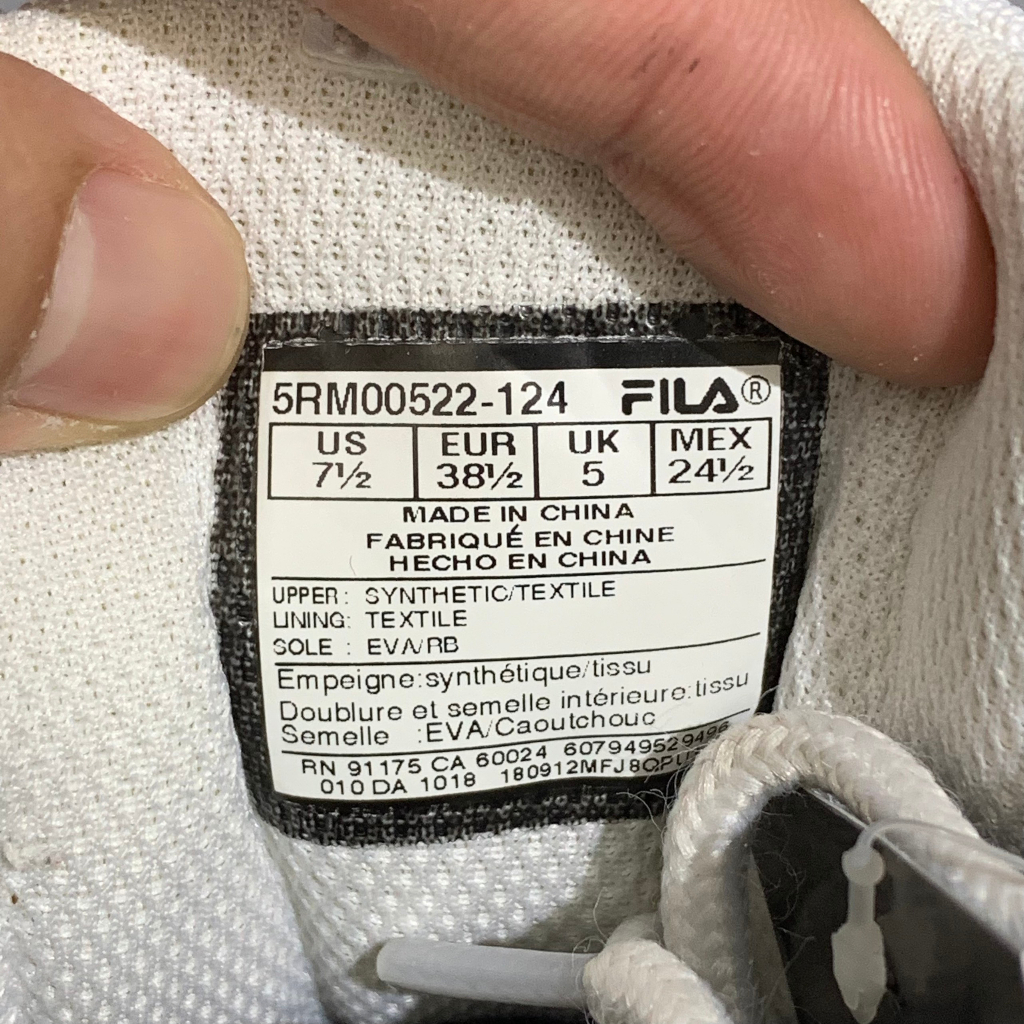 5RM00522-124 FILA®
US EUR UK MEX
7½ 38½ 5 24½
MADE IN CHINA
FABRIQUÉ EN CHINE
HECHO EN CHINA
UPPER: SYNTHETIC/TEXTILE
LINING: TEXTILE
SOLE : EVA/RB
Empeigne:synthétique/tissu
Doublure et semelle intérieure:tissu
Semelle :EVA/Caoutchouc
RN 91175 CA 60024 607949529496
010 DA 1018